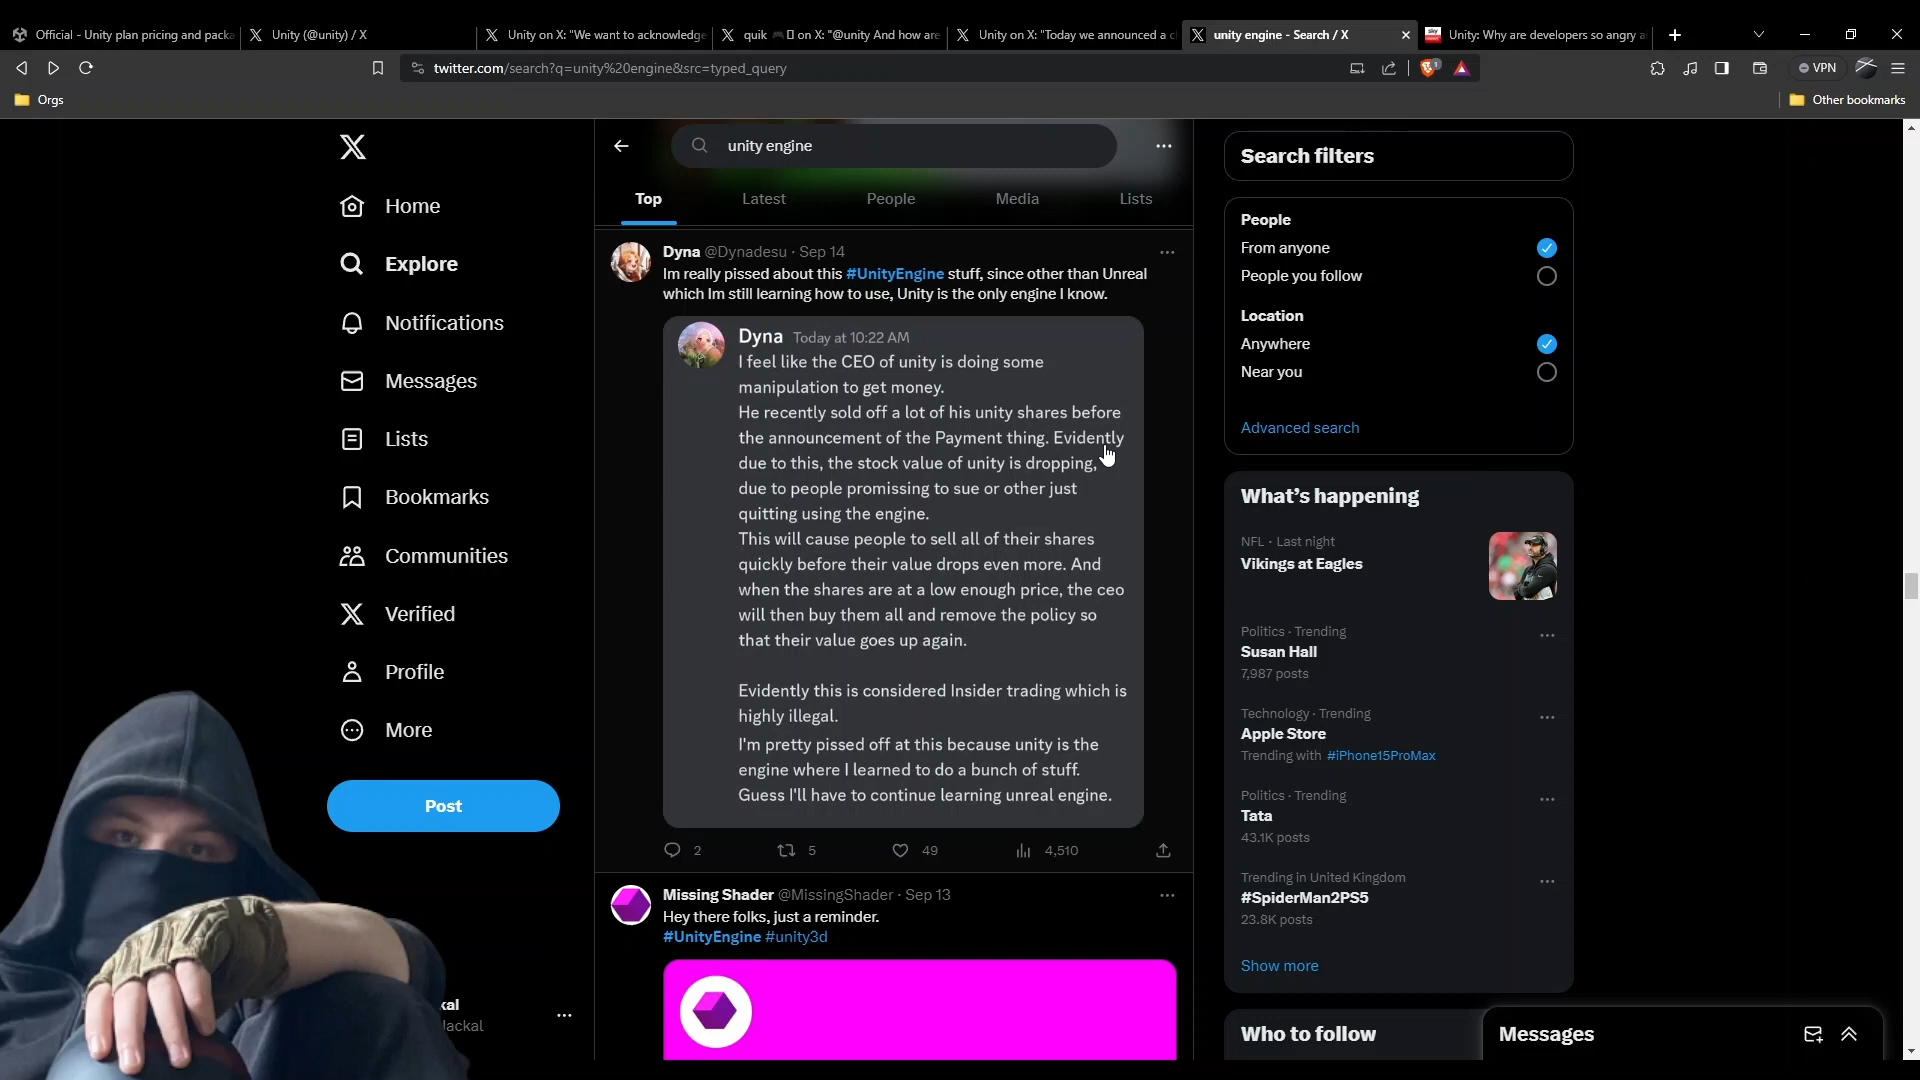 Official - Unity plan pricing and packa
Unity (@unity) / X
Unity on X: "We want to acknowledge
quik on X: "@unity And how are
Unity on X: "Today we announced a c
unity engine - Search / X
Unity: Why are developers so angry a
twitter.com/search?q=unity%20engine&src=typed_query
1
VPN
Orgs
Other bookmarks
Home
Explore
Notifications
Messages
Lists
Bookmarks
Communities
Verified
Profile
More
Post
kal
Jackal
unity engine
Top
Latest
People
Media
Lists
Dyna @Dynadesu · Sep 14
Im really pissed about this #UnityEngine stuff, since other than Unreal
which Im still learning how to use, Unity is the only engine I know.
Dyna Today at 10:22 AM
I feel like the CEO of unity is doing some
manipulation to get money.
He recently sold off a lot of his unity shares before
the announcement of the Payment thing. Evidently
due to this, the stock value of unity is dropping,
due to people promissing to sue or other just
quitting using the engine.
This will cause people to sell all of their shares
quickly before their value drops even more. And
when the shares are at a low enough price, the ceo
will then buy them all and remove the policy so
that their value goes up again.
Evidently this is considered Insider trading which is
highly illegal.
I'm pretty pissed off at this because unity is the
engine where I learned to do a bunch of stuff.
Guess I'll have to continue learning unreal engine.
2
5
49
4,510
Missing Shader @MissingShader · Sep 13
Hey there folks, just a reminder.
#UnityEngine #unity3d
Search filters
People
From anyone
People you follow
Location
Anywhere
Near you
Advanced search
What's happening
NFL · Last night
Vikings at Eagles
Politics · Trending
Susan Hall
7,987 posts
Technology · Trending
Apple Store
Trending with #iPhone15ProMax
Politics · Trending
Tata
43.1K posts
Trending in United Kingdom
#SpiderMan2PS5
23.8K posts
Show more
Who to follow
Messages